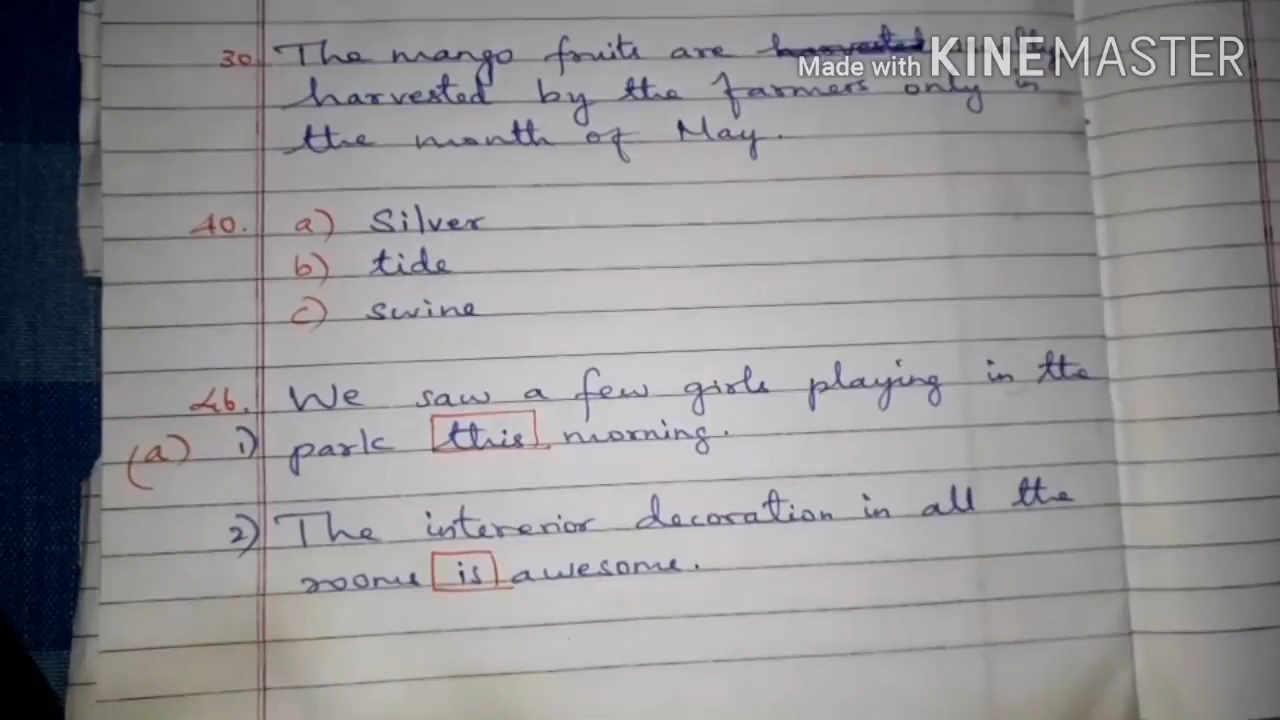 30. The mango fruits are
Made with KINEMASTER
harvested by the farmers only in
the month of May.
40. a) Silver
b) tide
c) swine
46. We saw a few girls playing in the
(a) 1) park this morning.
2) The intererior decoration in all the
rooms is awesome.